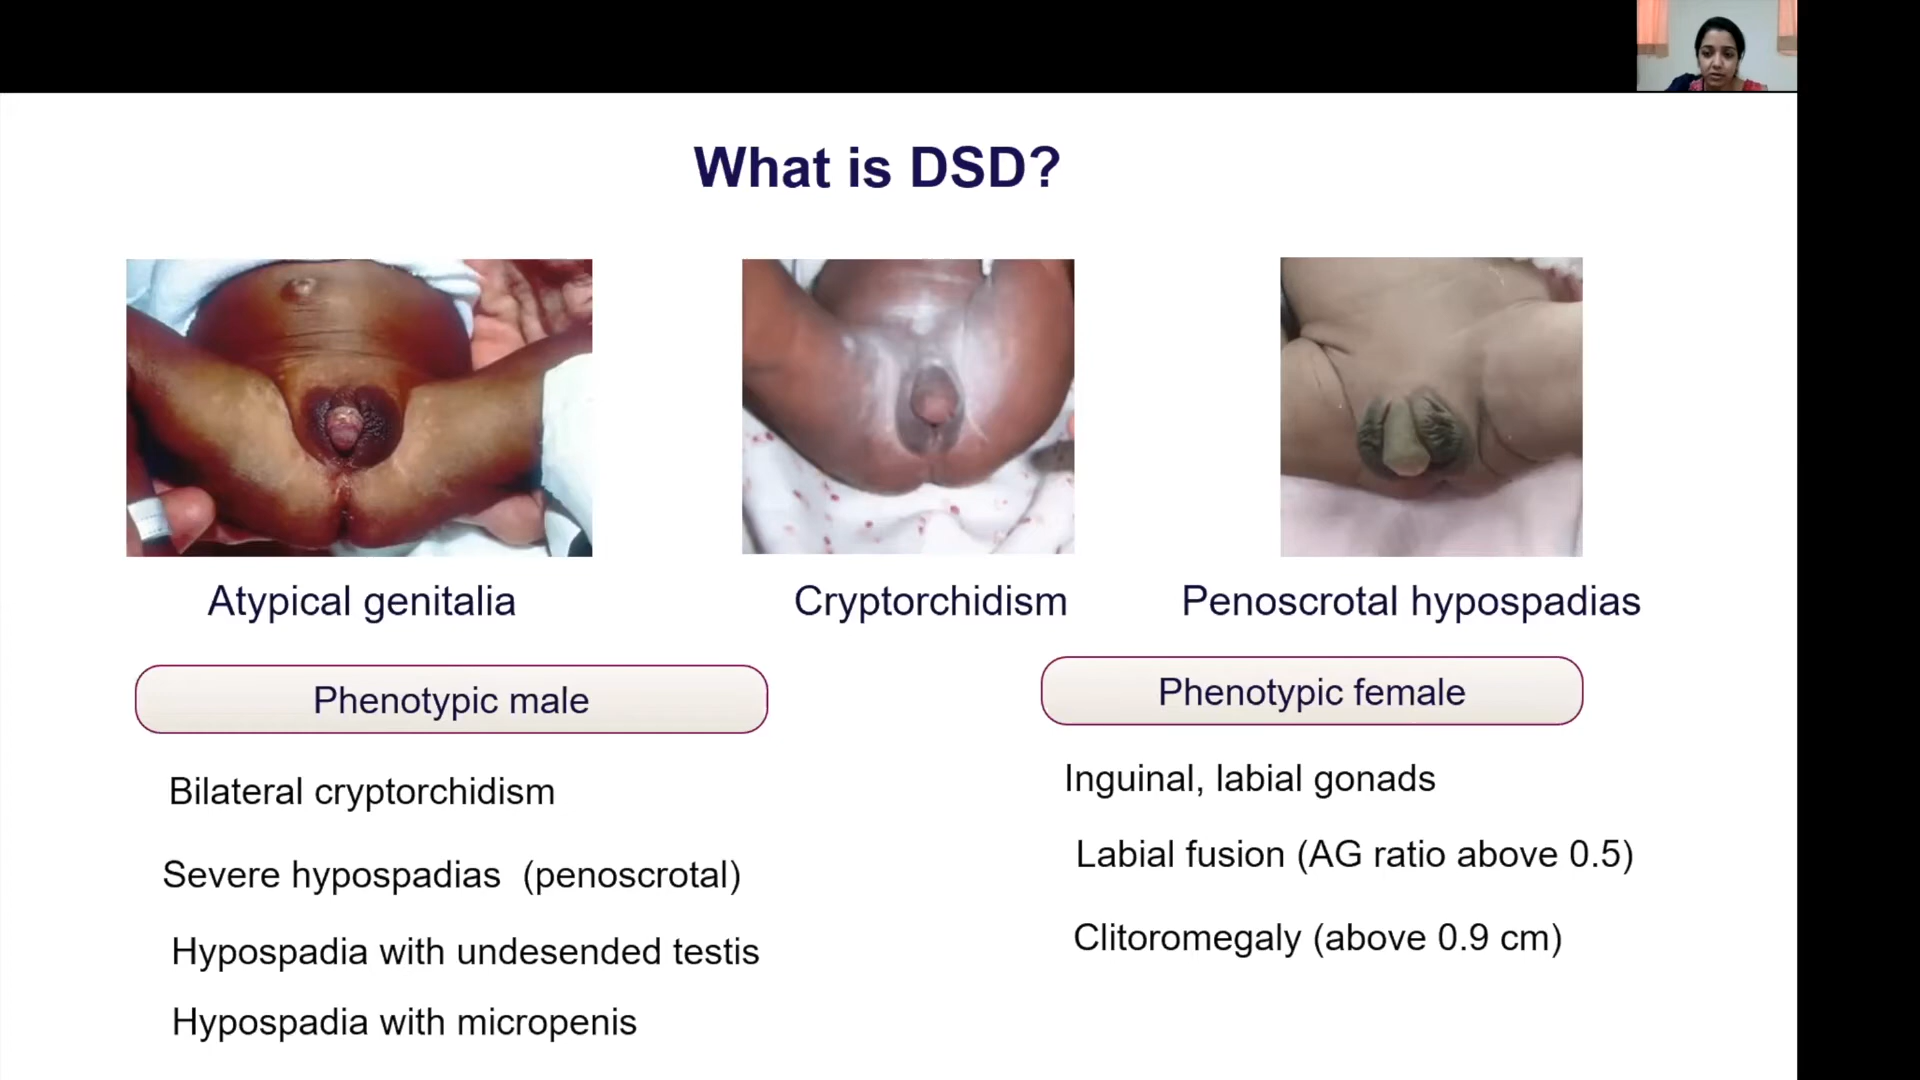 What is DSD?
Atypical genitalia
Cryptorchidism
Penoscrotal hypospadias
Phenotypic male
Bilateral cryptorchidism
Severe hypospadias (penoscrotal)
Hypospadia with undesended testis
Hypospadia with micropenis
Phenotypic female
Inguinal, labial gonads
Labial fusion (AG ratio above 0.5)
Clitoromegaly (above 0.9 cm)